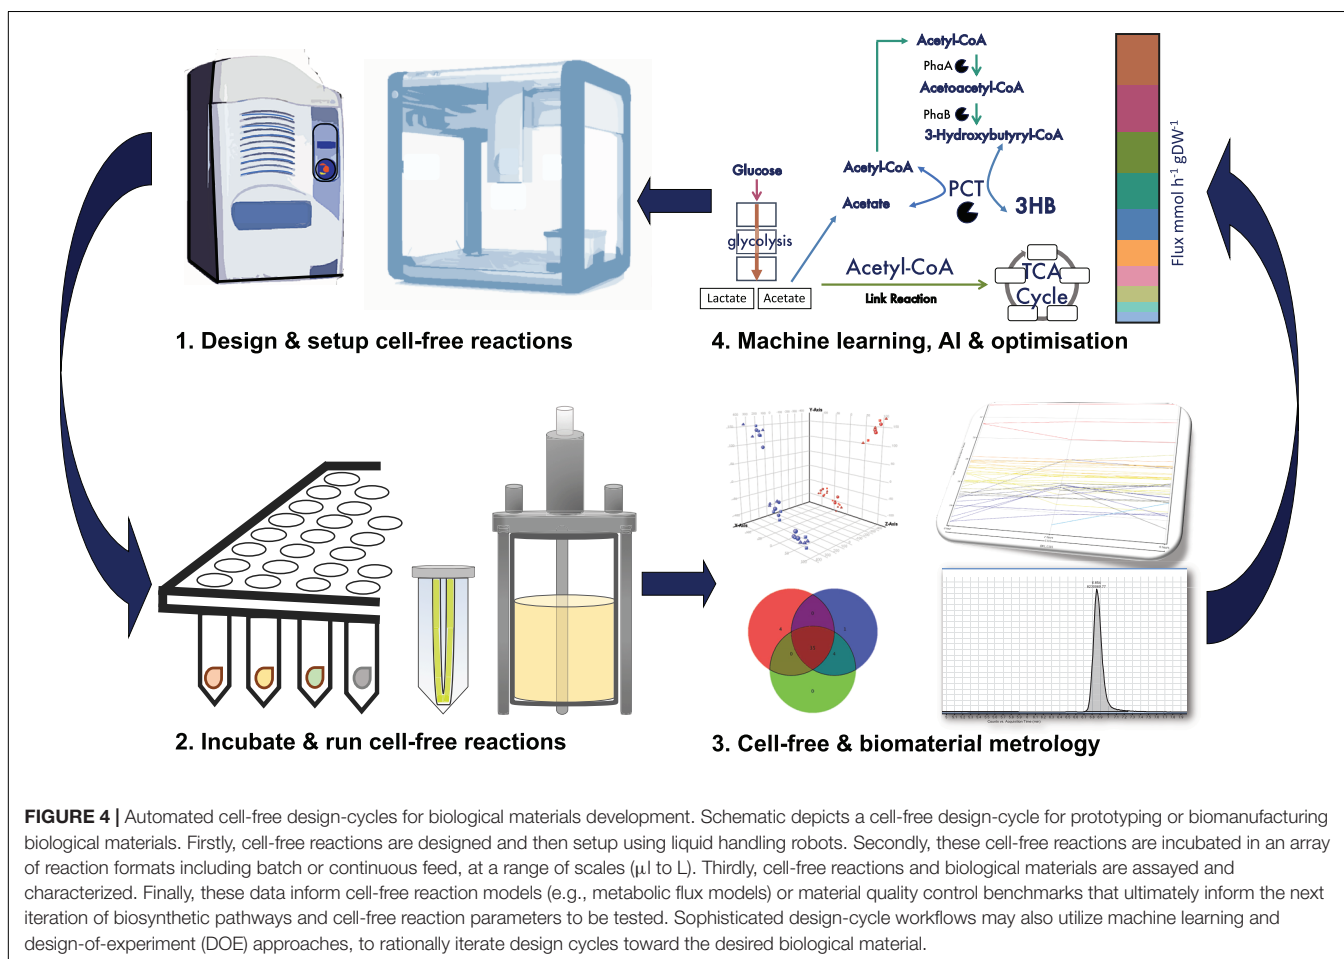 Acetyl-CoA
PhaA
Acetoacetyl-CoA
PhaB
3-Hydroxybutyryl-CoA
Glucose
Acetyl-CoA
Acetate
PCT
3HB
glycolysis
Acetyl-CoA
Link Reaction
TCA
Cycle
Lactate
Acetate
Flux mmol h-1 gDW-1
1. Design & setup cell-free reactions
4. Machine learning, AI & optimisation
Y-Axis
X-Axis
Z-Axis
2. Incubate & run cell-free reactions
3. Cell-free & biomaterial metrology
FIGURE 4 | Automated cell-free design-cycles for biological materials development. Schematic depicts a cell-free design-cycle for prototyping or biomanufacturing
biological materials. Firstly, cell-free reactions are designed and then setup using liquid handling robots. Secondly, these cell-free reactions are incubated in an array
of reaction formats including batch or continuous feed, at a range of scales (μl to L). Thirdly, cell-free reactions and biological materials are assayed and
characterized. Finally, these data inform cell-free reaction models (e.g., metabolic flux models) or material quality control benchmarks that ultimately inform the next
iteration of biosynthetic pathways and cell-free reaction parameters to be tested. Sophisticated design-cycle workflows may also utilize machine learning and
design-of-experiment (DOE) approaches, to rationally iterate design cycles toward the desired biological material.